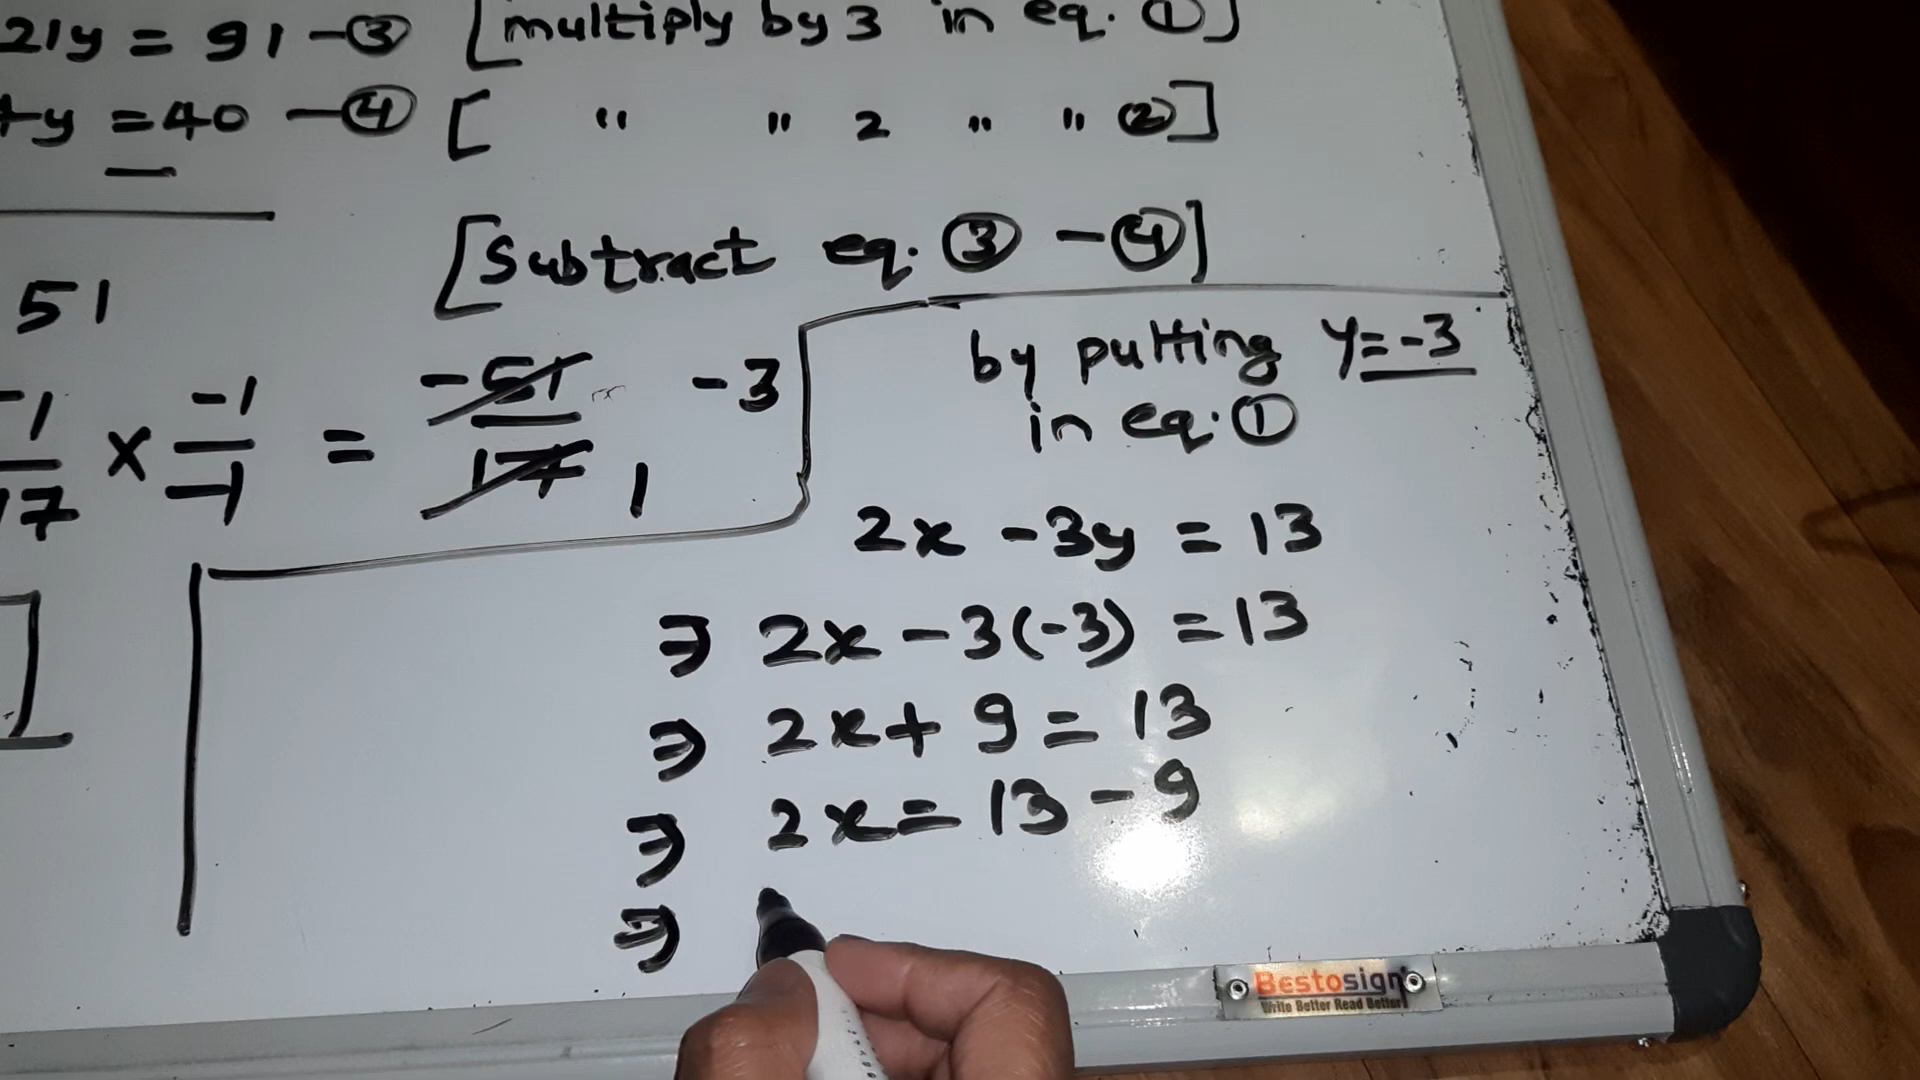 21y = 91 - ③ [multiply by 3 in eq. ①]
+y = 40 - ④ [ " " 2 " " ②]
[Subtract eq. ③ - ④]
51
-1/17 × -1/-1 = -51/17 -3 1
by putting y = -3
in eq. ①
2x - 3y = 13
⇒ 2x - 3(-3) = 13
⇒ 2x + 9 = 13
⇒ 2x = 13 - 9
⇒
Bestosign
Write Better Read Better